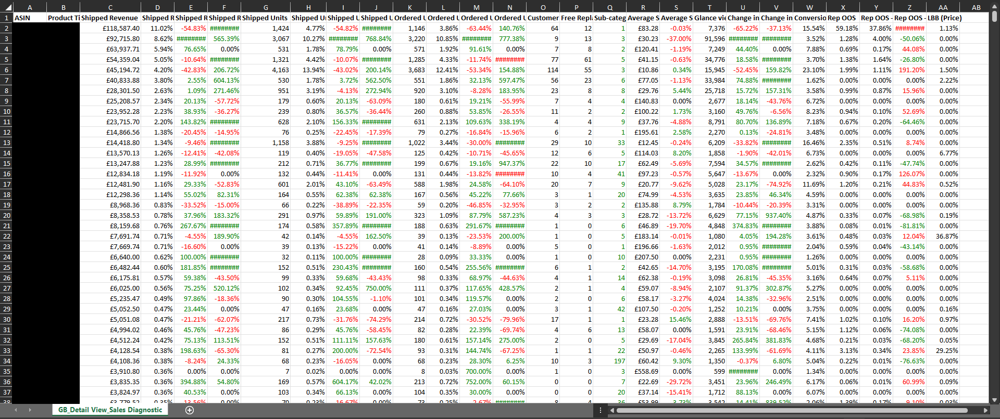 A B C D E F G H I J K L M N O P Q R S T U V W X Y Z AA AB
1 ASIN Product Ti Shipped Revenue Shipped R Shipped R Shipped R Shipped Units Shipped Ur Shipped U Shipped U Ordered U Ordered U Ordered U Ordered U Customer Free Repla Sub-categ Average S Average S Glance vie Change in Change in Conversio Rep OOS Rep OOS - Rep OOS - LBB (Price)
2 £118,587.40 11.02% -54.83% ######## 1,424 4.77% -54.82% ######## 1,146 3.86% -63.44% 140.76% 64 12 1 £83.28 -0.03% 7,376 -65.22% -37.13% 15.54% 59.18% 37.86% ######## 1.13%
3 £92,715.80 8.62% ######## 565.39% 3,067 10.27% ######## 768.84% 3,220 10.85% ######## 777.38% 9 13 3 £30.23 -37.00% 91,596 ######## ######## 3.52% 1.28% 4.00% -50.06% 0.00%
4 £63,937.71 5.94% 76.65% 0.00% 531 1.78% 78.79% 0.00% 571 1.92% 91.61% 0.00% 7 8 2 £120.41 -1.19% 7,249 44.40% 0.00% 7.88% 0.69% 0.17% 44.08% 0.00%
5 £54,359.04 5.05% -10.64% ######## 1,321 4.42% -10.07% ######## 1,285 4.33% -11.74% ######## 77 61 5 £41.15 -0.63% 34,776 18.58% ######## 3.70% 1.38% 1.64% -26.80% 0.00%
6 £45,194.72 4.20% -42.83% 206.72% 4,163 13.94% -43.02% 200.14% 3,683 12.41% -53.34% 154.88% 114 55 3 £10.86 0.34% 15,945 -52.45% 159.82% 23.10% 1.99% 1.11% 191.20% 1.50%
7 £40,833.88 3.80% 2.55% 604.13% 530 1.78% 3.72% 562.50% 551 1.86% 32.13% 597.47% 56 23 6 £77.05 -1.13% 33,984 74.88% ######## 1.62% 0.00% 0.00% 0.00% 2.22%
8 £28,301.50 2.63% 1.09% 271.46% 951 3.19% -4.13% 272.94% 920 3.10% -8.28% 183.95% 23 8 8 £29.76 5.44% 25,718 15.72% 157.31% 3.58% 0.99% 0.87% 15.96% 0.00%
9 £25,208.57 2.34% 20.13% -57.72% 179 0.60% 20.13% -63.09% 180 0.61% 19.21% -55.99% 7 4 4 £140.83 0.00% 2,677 18.14% -43.76% 6.72% 0.00% 0.00% 0.00% 0.00%
10 £23,952.28 2.23% 38.93% -36.27% 239 0.80% 36.57% -36.44% 260 0.88% 53.85% -26.55% 11 2 2 £100.22 1.73% 3,160 49.76% -6.56% 8.23% 0.94% 0.10% 52.69% 0.00%
11 £23,715.70 2.20% 143.82% ######## 628 2.10% 156.33% ######## 631 2.13% 109.63% 338.19% 4 4 9 £37.76 -4.88% 8,791 80.70% 136.89% 7.18% 0.67% 0.20% -64.46% 0.00%
12 £14,866.56 1.38% -20.45% -14.95% 76 0.25% -22.45% -17.39% 79 0.27% -16.84% -15.96% 6 2 1 £195.61 2.58% 2,270 0.13% -24.81% 3.48% 0.00% 0.00% 0.00% 0.00%
13 £14,418.80 1.34% -9.46% ######## 1,158 3.88% -9.25% ######## 1,022 3.44% -30.00% ######## 29 10 33 £12.45 -0.24% 6,209 -33.82% ######## 16.46% 2.35% 0.51% 8.74% 0.00%
14 £13,570.13 1.26% -12.41% -42.08% 119 0.40% -19.05% -47.58% 125 0.42% -10.71% -45.65% 12 6 5 £114.03 8.20% 1,858 -1.90% -42.01% 6.73% 0.00% 0.00% 0.00% 6.77%
15 £13,247.88 1.23% 28.99% ######## 212 0.71% 36.77% ######## 199 0.67% 19.16% 947.37% 22 10 17 £62.49 -5.69% 7,594 34.57% ######## 2.62% 0.42% 0.11% -47.74% 0.00%
16 £12,834.18 1.19% -11.92% 0.00% 132 0.44% -11.41% 0.00% 131 0.44% -13.82% ######## 10 4 41 £97.23 -0.57% 5,647 -13.67% 0.00% 2.32% 0.90% 0.17% 126.07% 0.00%
17 £12,481.90 1.16% 29.33% -52.83% 601 2.01% 43.10% -63.49% 588 1.98% 24.58% -64.10% 20 7 9 £20.77 -9.62% 5,028 23.17% -74.92% 11.69% 1.20% 0.21% 44.83% 0.52%
18 £12,298.36 1.14% 55.02% 82.31% 164 0.55% 62.38% 62.38% 167 0.56% 45.22% 77.66% 3 1 20 £74.99 -4.53% 3,635 23.85% 46.34% 4.59% 0.00% 0.00% 0.00% 0.00%
19 £8,968.36 0.83% -33.52% -15.00% 66 0.22% -38.89% -22.35% 59 0.20% -46.85% -32.95% 3 2 2 £135.88 8.79% 1,784 -10.44% -20.39% 3.31% 0.00% 0.00% 0.00% 0.00%
20 £8,358.53 0.78% 37.96% 183.32% 291 0.97% 59.89% 191.00% 323 1.09% 87.79% 587.23% 4 3 3 £28.72 -13.72% 6,629 77.15% 937.40% 4.87% 0.33% 0.07% -68.98% 0.19%
21 £8,159.68 0.76% 267.67% ######## 174 0.58% 357.89% ######## 188 0.63% 291.67% ######## 1 0 6 £46.89 -19.70% 4,848 374.83% ######## 3.88% 0.08% 0.01% -81.81% 0.00%
22 £7,691.74 0.71% -4.55% 189.90% 42 0.14% -4.55% 162.50% 39 0.13% -23.53% 200.00% 1 0 5 £183.14 -0.01% 1,080 4.05% 194.28% 3.61% 0.48% 0.03% 12.04% 36.87%
23 £7,669.74 0.71% -16.60% 0.00% 39 0.13% -15.22% 0.00% 41 0.14% -8.89% 0.00% 5 0 1 £196.66 -1.63% 2,012 0.95% ######## 2.04% 0.59% 0.04% -43.14% 0.00%
24 £6,640.00 0.62% 100.00% ######## 32 0.11% 100.00% ######## 28 0.09% 33.33% 0.00% 1 0 10 £207.50 0.00% 2,231 0.95% ######## 1.26% 0.00% 0.00% 0.00% 0.00%
25 £6,482.44 0.60% 181.85% ######## 152 0.51% 230.43% ######## 160 0.54% 255.56% ######## 6 1 2 £42.65 -14.70% 3,195 170.08% ######## 5.01% 0.31% 0.03% -58.68% 0.00%
26 £6,175.81 0.57% 59.38% -43.50% 99 0.33% 59.68% -43.43% 98 0.33% 68.97% -44.63% 4 1 14 £62.38 -0.19% 3,098 26.81% -45.35% 3.16% 0.64% 0.07% 5.11% 0.00%
27 £6,025.00 0.56% 75.25% 520.12% 102 0.34% 92.45% 750.00% 111 0.37% 117.65% 428.57% 2 1 4 £59.07 -8.94% 2,107 91.37% 302.87% 5.27% 0.00% 0.00% 0.00% 0.00%
28 £5,235.47 0.49% 97.86% -18.36% 90 0.30% 104.55% -1.10% 101 0.34% 119.57% 0.00% 2 0 6 £58.17 -3.27% 4,024 14.38% -32.96% 2.51% 0.00% 0.00% 0.00% 0.00%
29 £5,052.50 0.47% 23.44% 0.00% 47 0.16% 23.68% 0.00% 47 0.16% 27.03% 0.00% 3 1 42 £107.50 -0.20% 1,252 10.21% 0.00% 3.75% 0.00% 0.00% 0.00% 0.16%
30 £5,051.08 0.47% -21.21% -62.07% 217 0.73% -31.76% -74.29% 214 0.72% -30.52% -79.96% 17 1 1 £23.28 15.46% 2,888 -13.51% -69.76% 7.41% 1.02% 0.10% 16.20% 0.97%
31 £4,994.02 0.46% 45.76% -47.23% 86 0.29% 45.76% -58.45% 82 0.28% 22.39% -69.74% 4 6 13 £58.07 0.00% 1,591 23.91% -68.46% 5.15% 1.12% 0.06% -74.08% 0.00%
32 £4,512.24 0.42% 75.13% 113.51% 152 0.51% 111.11% 157.63% 180 0.61% 157.14% 275.00% 2 0 5 £29.69 -17.04% 3,845 265.84% 381.83% 4.68% 0.21% 0.03% -68.20% 0.05%
33 £4,128.54 0.38% 198.63% -65.30% 81 0.27% 200.00% -72.54% 93 0.31% 144.74% -67.25% 1 1 22 £50.97 -0.46% 2,265 133.99% -61.69% 4.11% 3.13% 0.34% 23.85% 29.25%
34 £4,108.36 0.38% -8.24% 24.33% 68 0.23% -16.05% 0.00% 68 0.23% 28.30% 6.25% 10 3 197 £60.42 9.30% 1,350 -0.37% 6.80% 5.04% 0.22% 0.01% -76.63% 0.00%
35 £3,910.80 0.36% 0.00% 0.00% 7 0.02% 0.00% 0.00% 8 0.03% 700.00% 0.00% 1 0 3 £558.69 0.00% 599 ######## 0.00% 1.34% 0.00% 0.00% 0.00% 0.00%
36 £3,835.35 0.36% 394.88% 54.80% 169 0.57% 604.17% 42.02% 213 0.72% 752.00% 60.15% 0 0 7 £22.69 -29.72% 3,451 23.96% 246.49% 6.17% 0.06% 0.01% 60.99% 0.09%
37 £3,824.97 0.36% 40.53% 0.00% 103 0.34% 66.13% 0.00% 104 0.35% 30.00% 0.00% 0 0 20 £37.14 -15.41% 1,712 88.13% 0.00% 6.07% 0.00% 0.00% 0.00% 0.00%
GB_Detail View_Sales Diagnostic